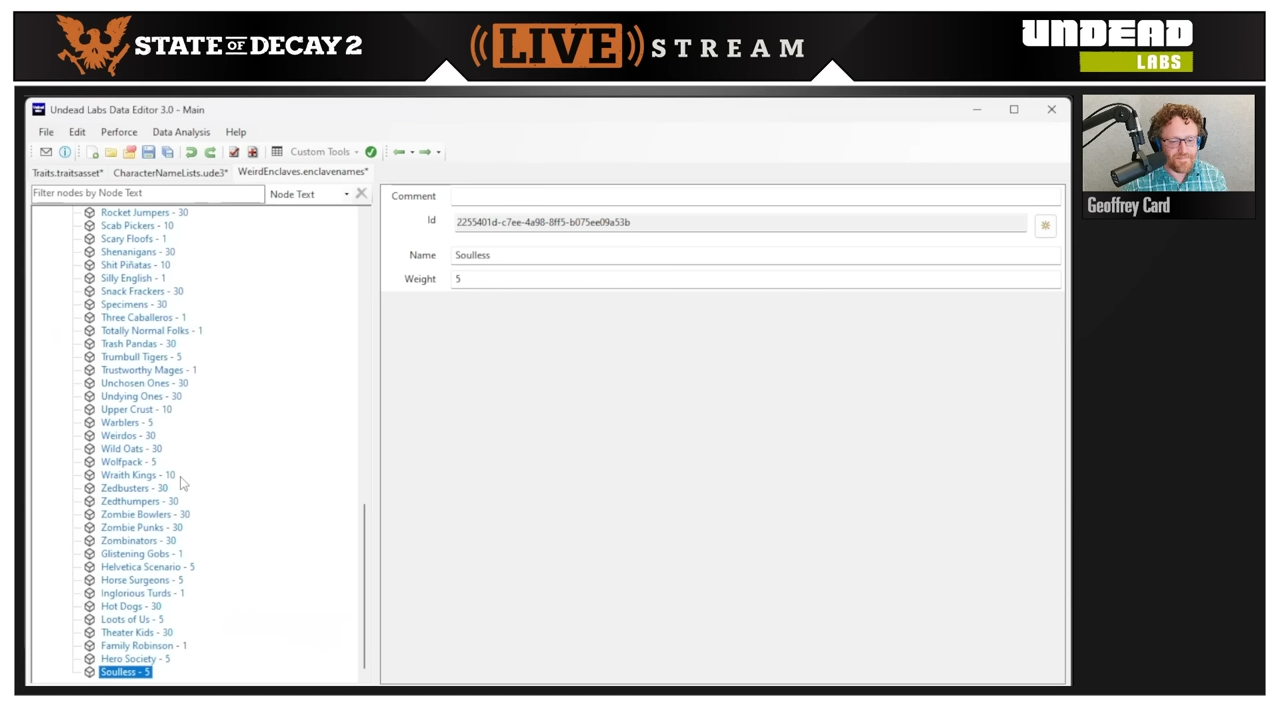 STATE OF DECAY 2
LIVE STREAM
UNDEAD
LABS
Undead Labs Data Editor 3.0 - Main
File Edit Perforce Data Analysis Help
Custom Tools
Traits.traitsasset* CharacterNameLists.ude3* WeirdEnclaves.enclavenames*
Filter nodes by Node Text Node Text
Rocket Jumpers - 30
Scab Pickers - 10
Scary Floofs - 1
Shenanigans - 30
Shit Piñatas - 10
Silly English - 1
Snack Frackers - 30
Specimens - 30
Three Caballeros - 1
Totally Normal Folks - 1
Trash Pandas - 30
Trumbull Tigers - 5
Trustworthy Mages - 1
Unchosen Ones - 30
Undying Ones - 30
Upper Crust - 10
Warblers - 5
Weirdos - 30
Wild Oats - 30
Wolfpack - 5
Wraith Kings - 10
Zedbusters - 30
Zedthumpers - 30
Zombie Bowlers - 30
Zombie Punks - 30
Zombinators - 30
Glistening Gobs - 1
Helvetica Scenario - 5
Horse Surgeons - 5
Inglorious Turds - 1
Hot Dogs - 30
Loots of Us - 5
Theater Kids - 30
Family Robinson - 1
Hero Society - 5
Soulless - 5
Comment
Id 2255401d-c7ee-4a98-8ff5-b075ee09a53b
Name Soulless
Weight 5
Geoffrey Card